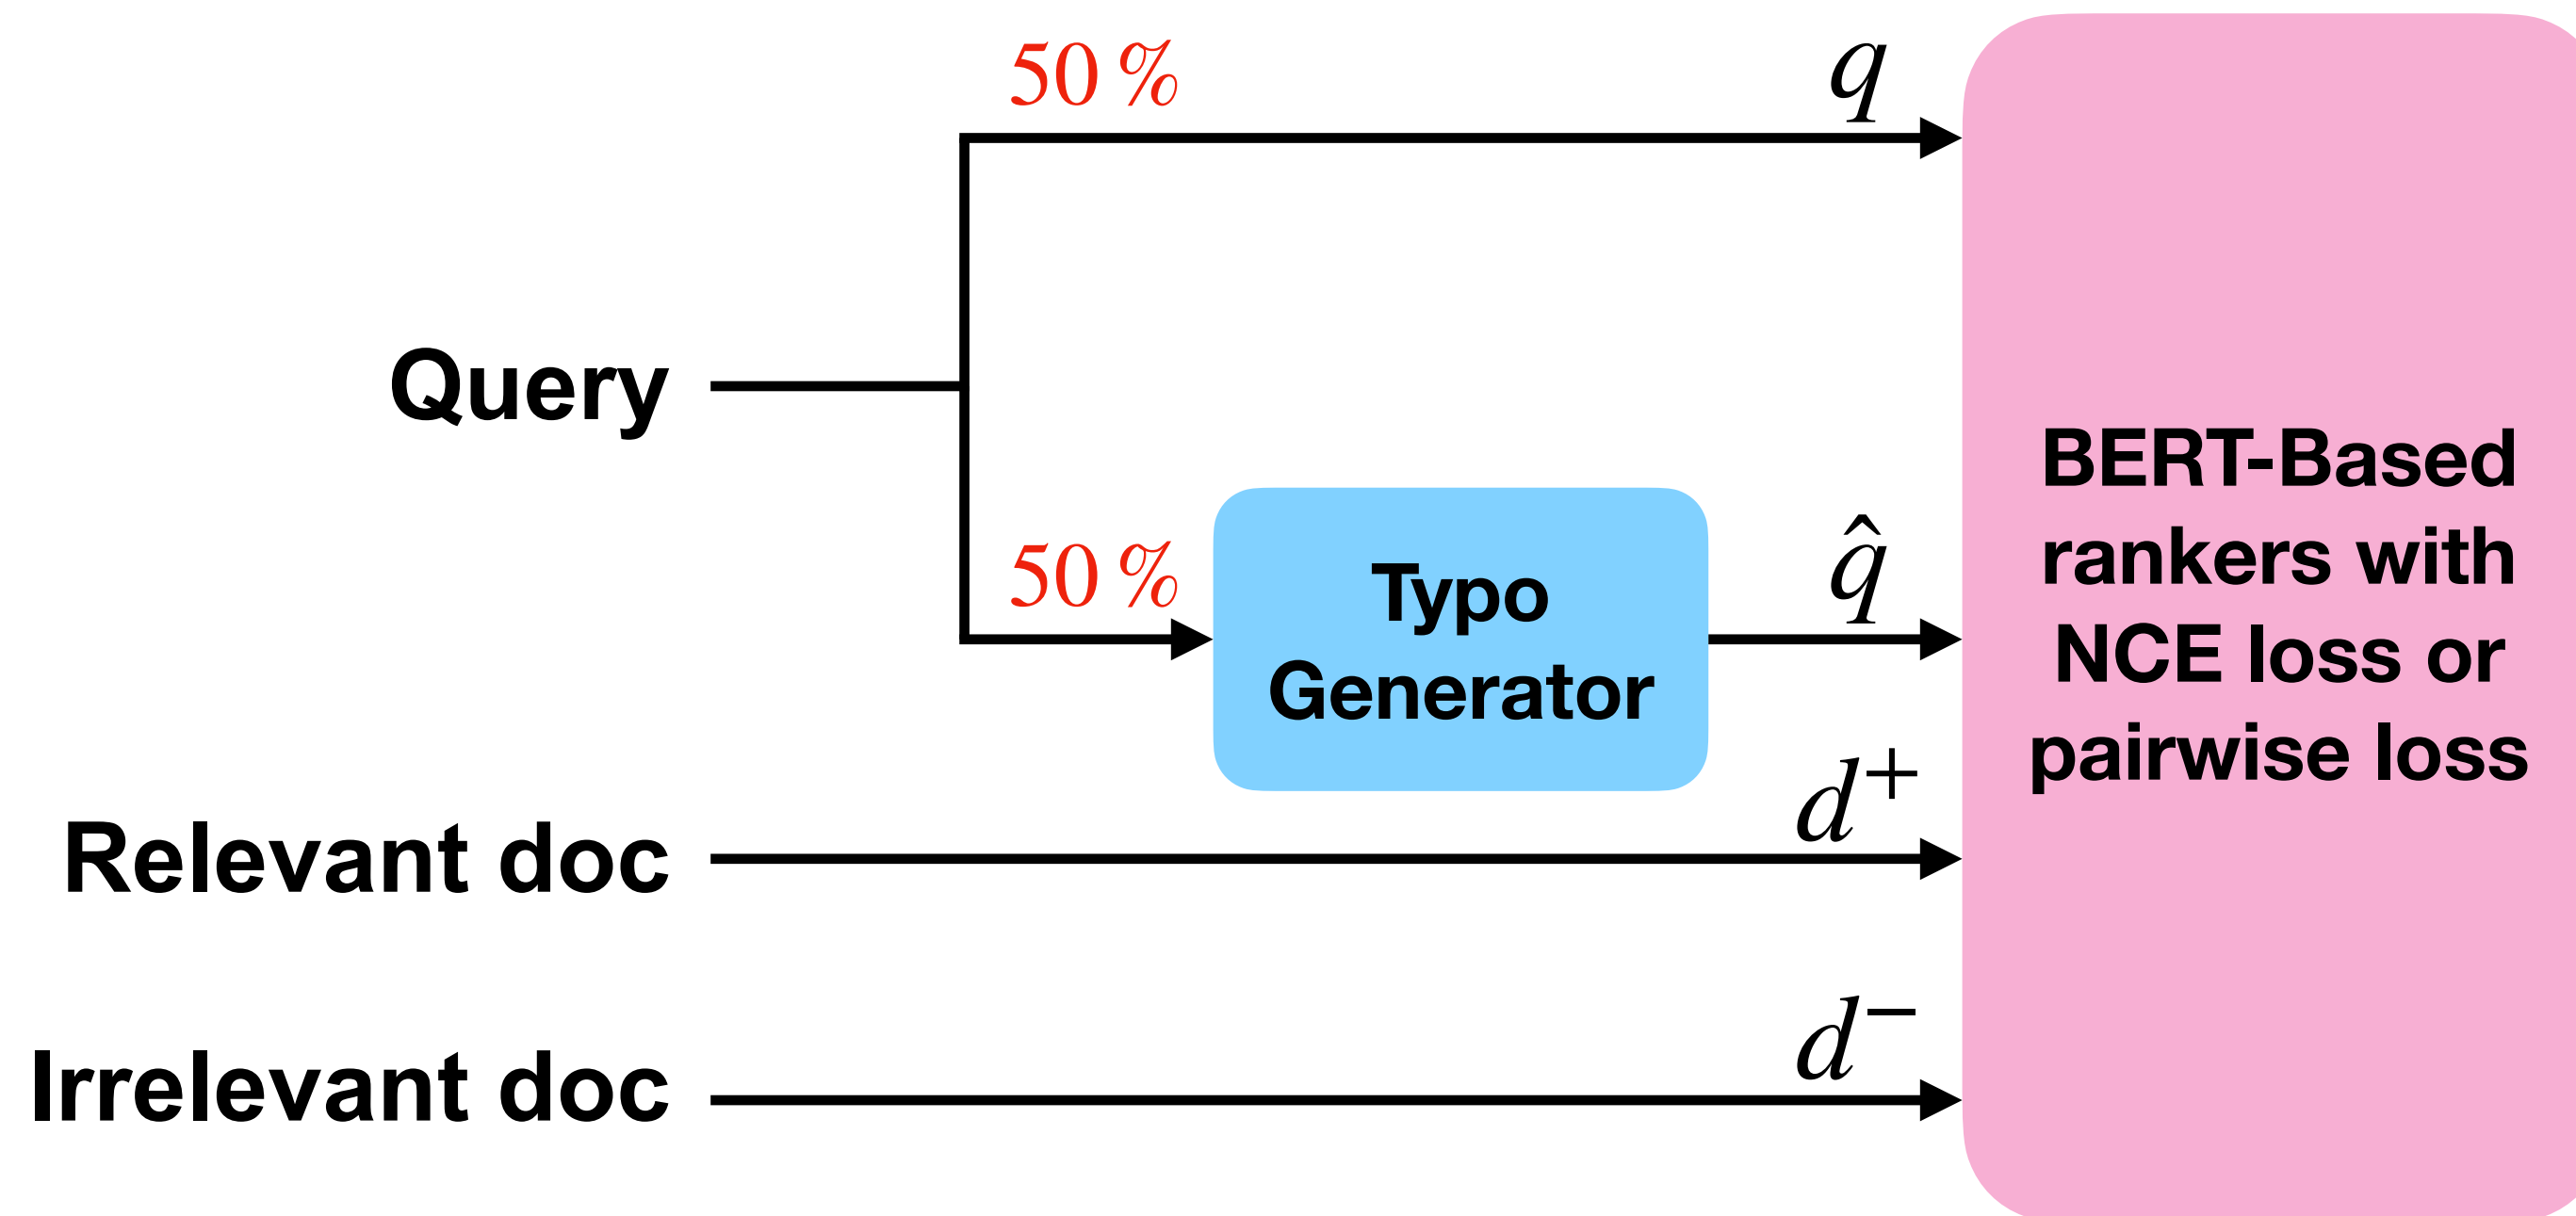 50 %
q
Query
50 %
Typo
Generator
q̂
BERT-Based
rankers with
NCE loss or
pairwise loss
Relevant doc
d⁺
Irrelevant doc
d⁻